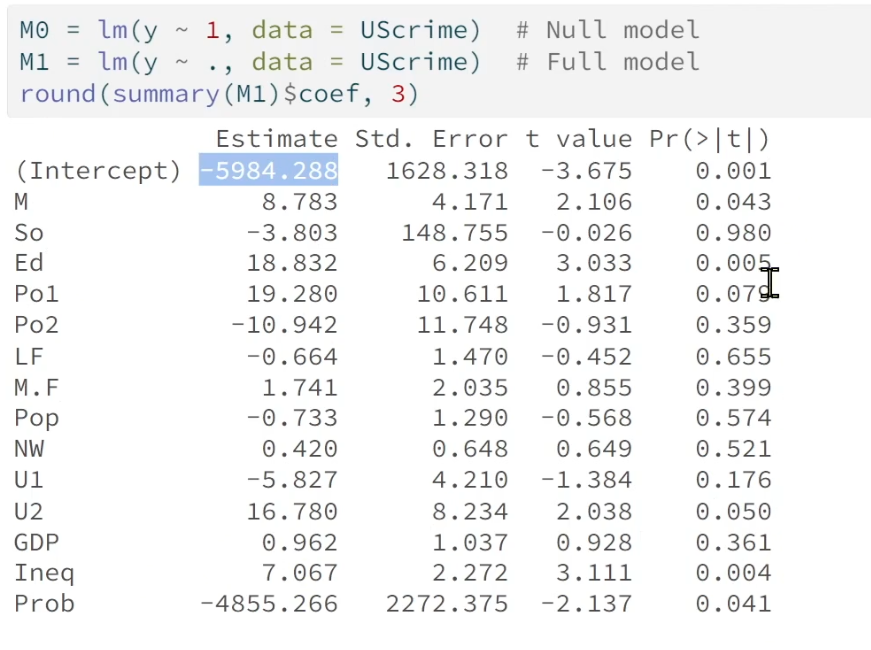 M0 = lm(y ~ 1, data = UScrime)  # Null model
M1 = lm(y ~ ., data = UScrime)  # Full model
round(summary(M1)$coef, 3)
Estimate Std. Error t value Pr(>|t|)
(Intercept) -5984.288 1628.318 -3.675 0.001
M 8.783 4.171 2.106 0.043
So -3.803 148.755 -0.026 0.980
Ed 18.832 6.209 3.033 0.005
Po1 19.280 10.611 1.817 0.079
Po2 -10.942 11.748 -0.931 0.359
LF -0.664 1.470 -0.452 0.655
M.F 1.741 2.035 0.855 0.399
Pop -0.733 1.290 -0.568 0.574
NW 0.420 0.648 0.649 0.521
U1 -5.827 4.210 -1.384 0.176
U2 16.780 8.234 2.038 0.050
GDP 0.962 1.037 0.928 0.361
Ineq 7.067 2.272 3.111 0.004
Prob -4855.266 2272.375 -2.137 0.041